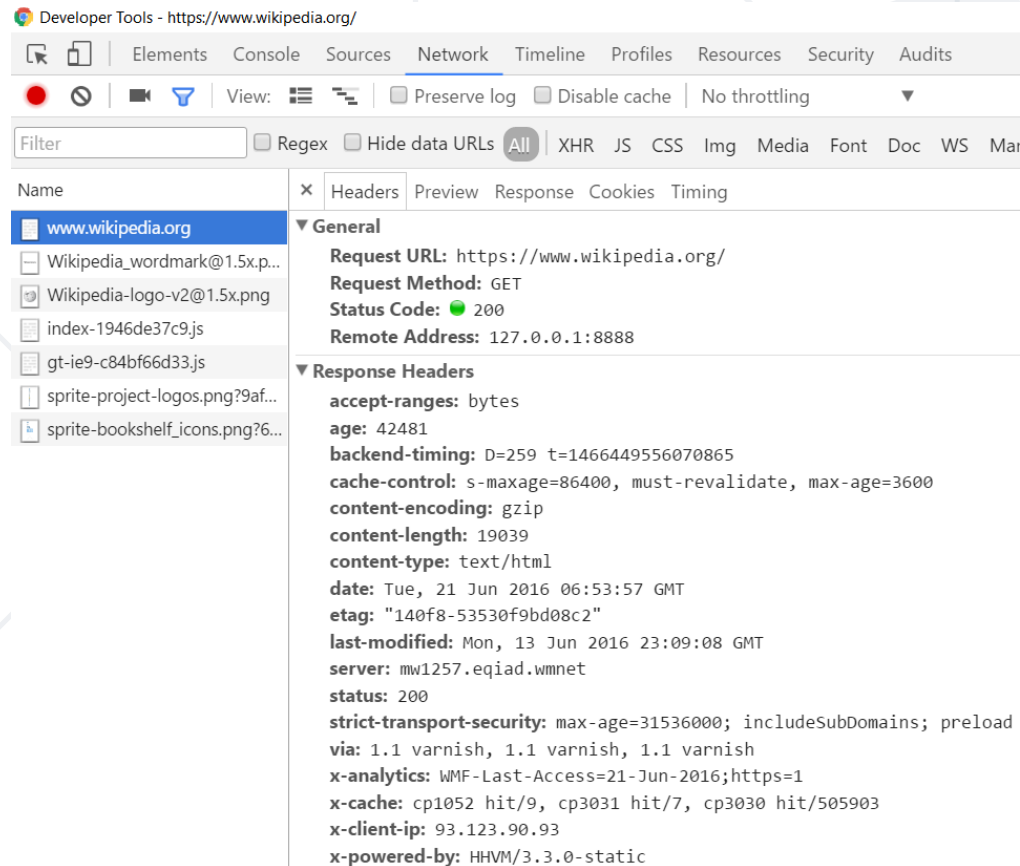 Developer Tools - https://www.wikipedia.org/
Elements Console Sources Network Timeline Profiles Resources Security Audits
View: Preserve log Disable cache No throttling
Filter Regex Hide data URLs All XHR JS CSS Img Media Font Doc WS Man
Name
Headers Preview Response Cookies Timing
www.wikipedia.org
Wikipedia_wordmark@1.5x.p...
Wikipedia-logo-v2@1.5x.png
index-1946de37c9.js
gt-ie9-c84bf66d33.js
sprite-project-logos.png?9af...
sprite-bookshelf_icons.png?6...
General
Request URL: https://www.wikipedia.org/
Request Method: GET
Status Code: 200
Remote Address: 127.0.0.1:8888
Response Headers
accept-ranges: bytes
age: 42481
backend-timing: D=259 t=1466449556070865
cache-control: s-maxage=86400, must-revalidate, max-age=3600
content-encoding: gzip
content-length: 19039
content-type: text/html
date: Tue, 21 Jun 2016 06:53:57 GMT
etag: "140f8-53530f9bd08c2"
last-modified: Mon, 13 Jun 2016 23:09:08 GMT
server: mw1257.eqiad.wmnet
status: 200
strict-transport-security: max-age=31536000; includeSubDomains; preload
via: 1.1 varnish, 1.1 varnish, 1.1 varnish
x-analytics: WMF-Last-Access=21-Jun-2016;https=1
x-cache: cp1052 hit/9, cp3031 hit/7, cp3030 hit/505903
x-client-ip: 93.123.90.93
x-powered-by: HHVM/3.3.0-static